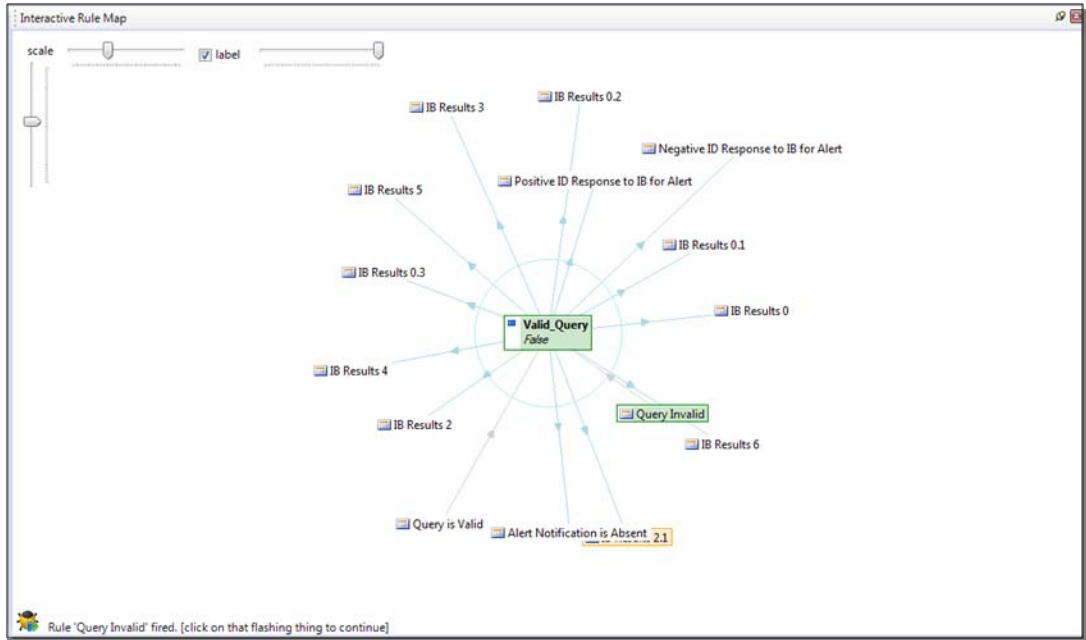 Interactive Rule Map
scale
label
IB Results 3
IB Results 0.2
Negative ID Response to IB for Alert
Positive ID Response to IB for Alert
IB Results 5
IB Results 0.1
IB Results 0.3
IB Results 0
Valid_Query
False
IB Results 4
Query Invalid
IB Results 2
IB Results 6
Query is Valid
Alert Notification is Absent
2.1
Rule 'Query Invalid' fired. [click on that flashing thing to continue]